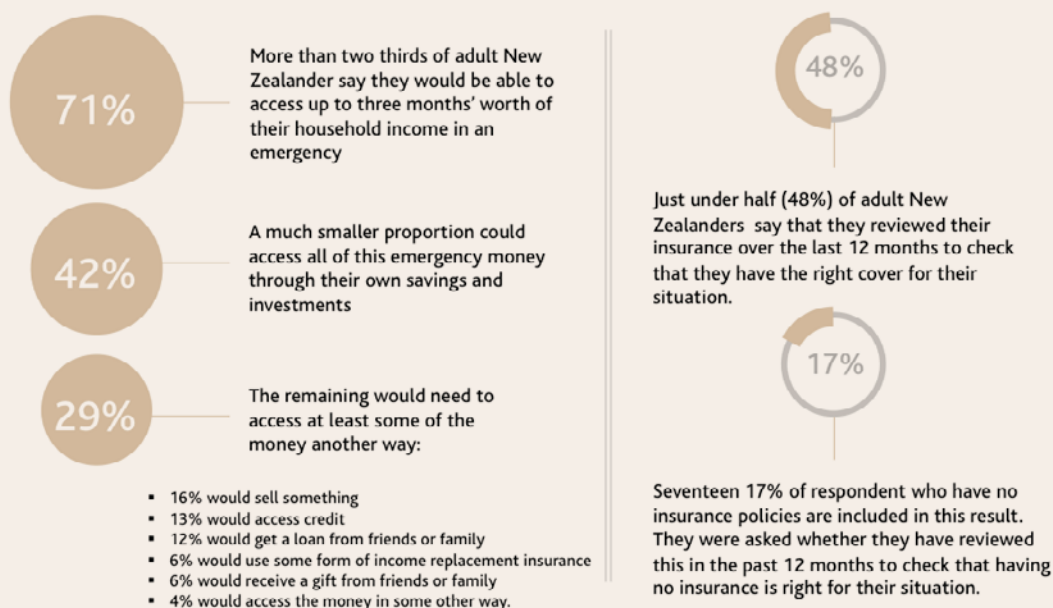 71%
More than two thirds of adult New
Zealander say they would be able to
access up to three months' worth of
their household income in an
emergency
42%
A much smaller proportion could
access all of this emergency money
through their own savings and
investments
29%
The remaining would need to
access at least some of the
money another way:
▪ 16% would sell something
▪ 13% would access credit
▪ 12% would get a loan from friends or family
▪ 6% would use some form of income replacement insurance
▪ 6% would receive a gift from friends or family
▪ 4% would access the money in some other way.
48%
Just under half (48%) of adult New
Zealanders say that they reviewed their
insurance over the last 12 months to check
that they have the right cover for their
situation.
17%
Seventeen 17% of respondent who have no
insurance policies are included in this result.
They were asked whether they have reviewed
this in the past 12 months to check that having
no insurance is right for their situation.